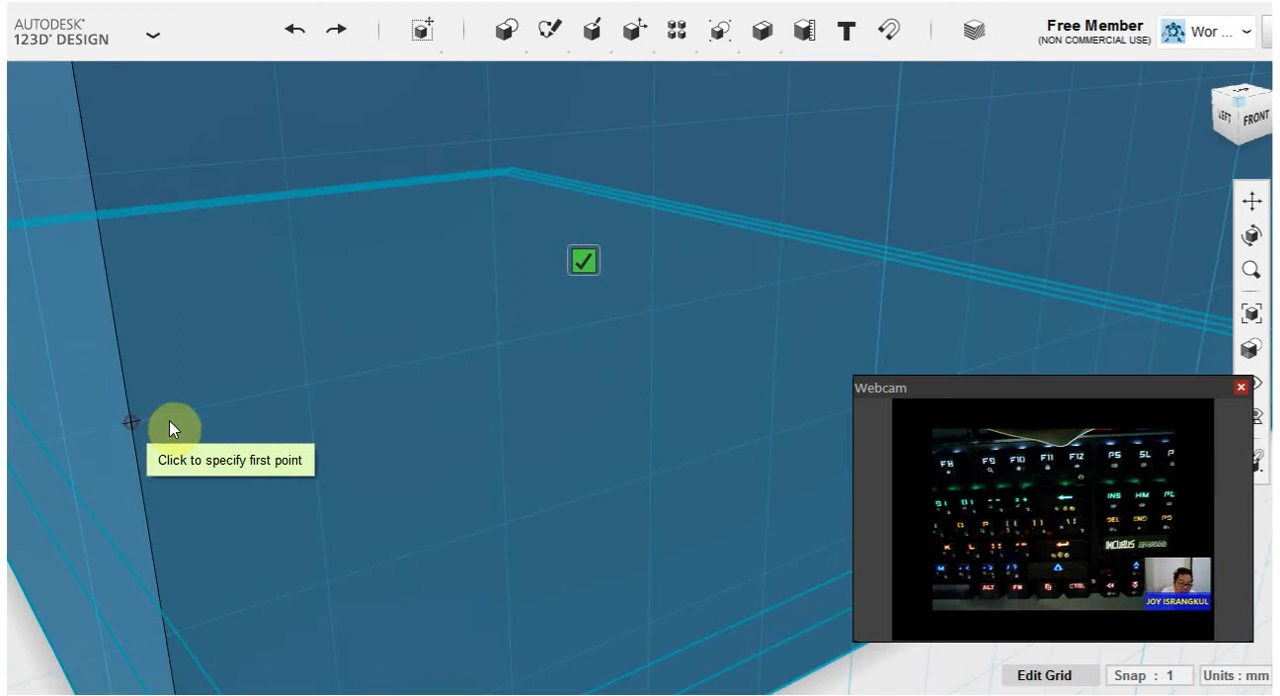 AUTODESK®
123D® DESIGN
T
Free Member
(NON COMMERCIAL USE)
Wor ...
LEFT
FRONT
Click to specify first point
Webcam
F8
F9
F10
F11
F12
PS
SL
INS
HM
DEL
END
INCUBUS
ALT
FN
CTRL
JOY ISRANGKUL
Edit Grid
Snap : 1
Units : mm